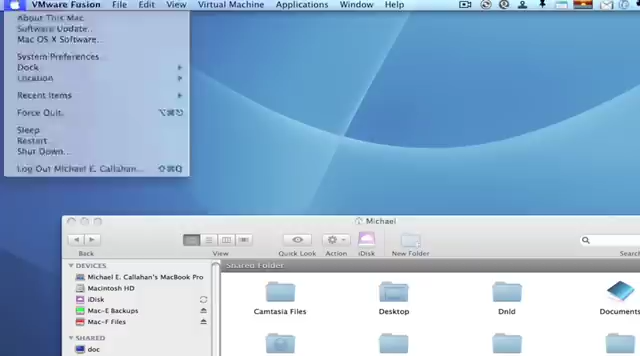 VMware Fusion File Edit View Virtual Machine Applications Window Help
About This Mac
Software Update...
Mac OS X Software...
System Preferences...
Dock
Location
Recent Items
Force Quit...
Sleep
Restart...
Shut Down...
Log Out Michael E. Callahan...
Michael
Back View Quick Look Action iDisk New Folder Search
DEVICES
Michael E. Callahan's MacBook Pro
Macintosh HD
iDisk
Mac-E Backups
Mac-F Files
SHARED
doc
Shared Folder
Camtasia Files Desktop Dnld Documents